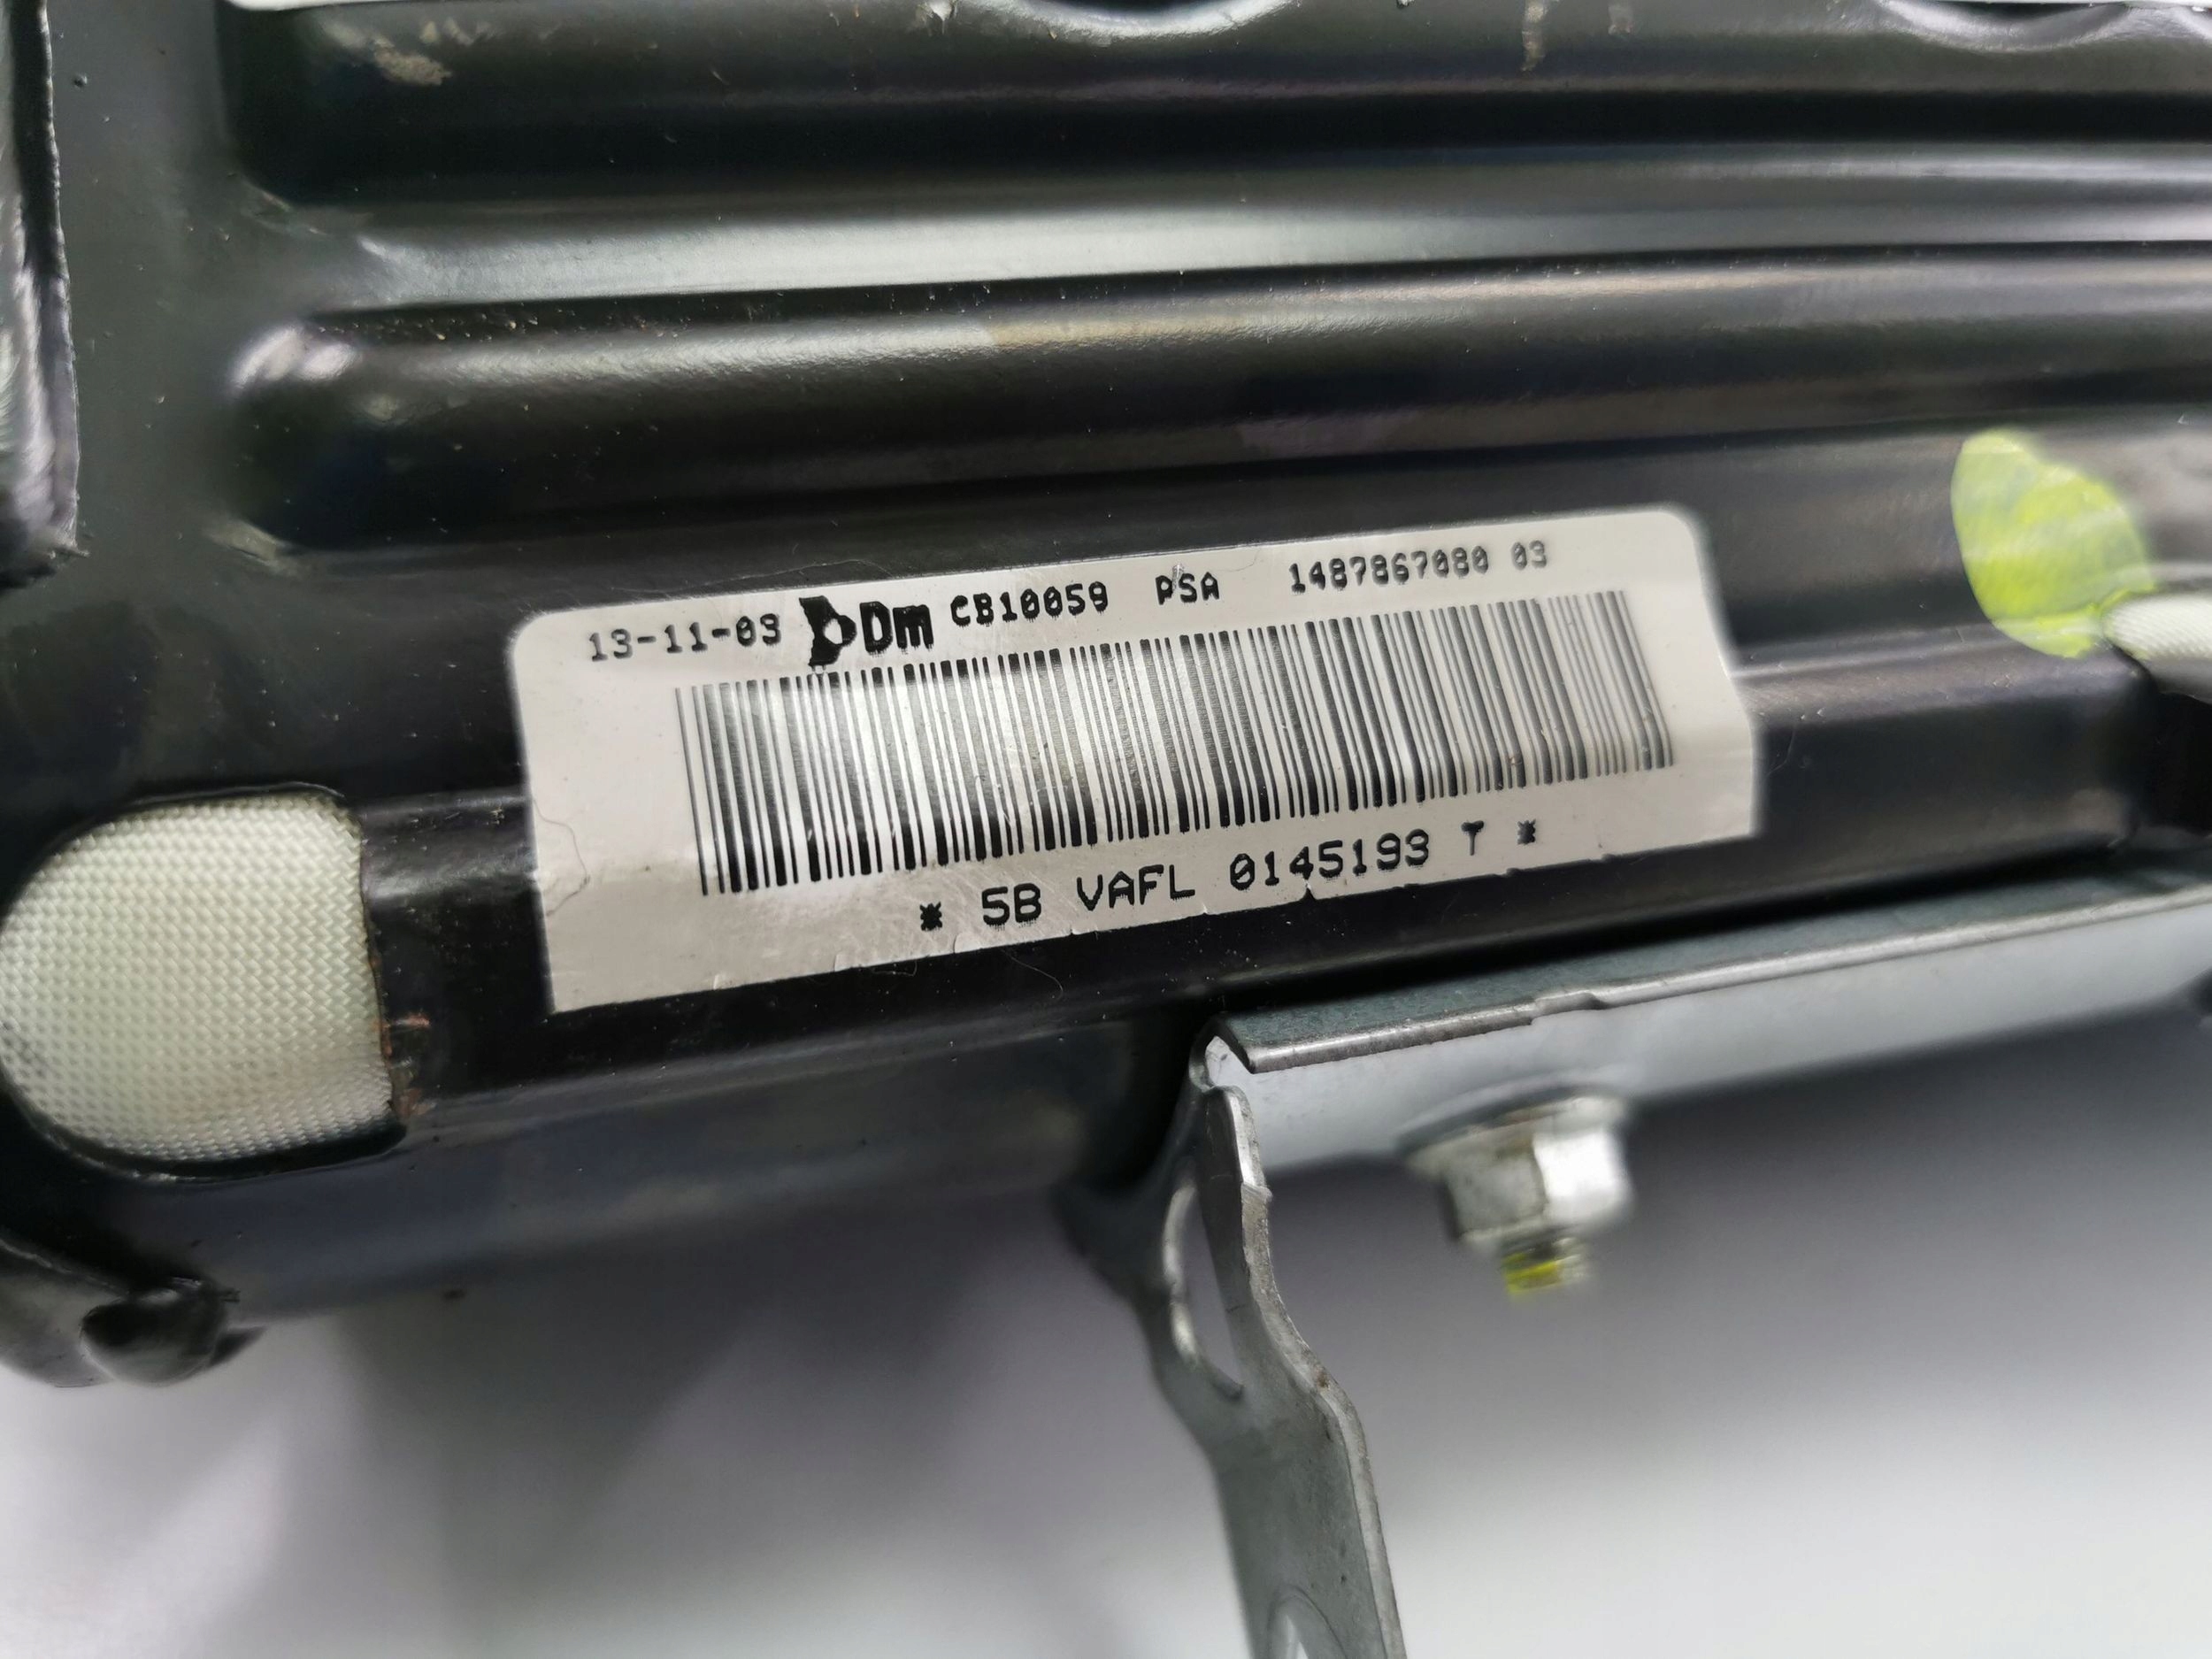 13-11-03 Dm CB10059 PSA 1487867080 03
* 5B VAFL 0145193 T *